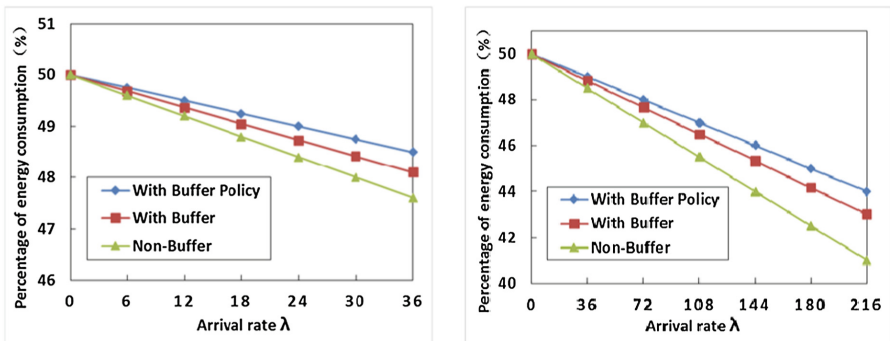 Percentage of energy consumption (%)
51
50
49
48
47
46
With Buffer Policy
With Buffer
Non-Buffer
0 6 12 18 24 30 36
Arrival rate λ
Percentage of energy consumption (%)
50
48
46
44
42
40
With Buffer Policy
With Buffer
Non-Buffer
0 36 72 108 144 180 216
Arrival rate λ